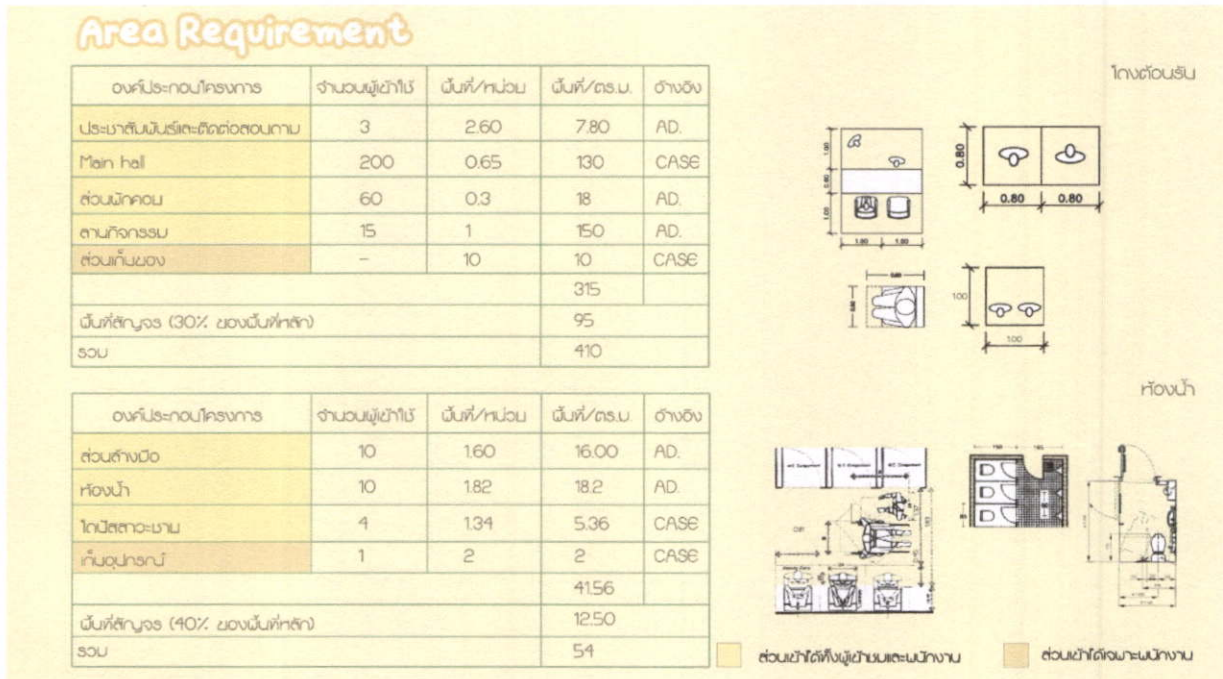 Area Requirement
องค์ประกอบโครงการ จำนวนผู้เข้าใช้ พื้นที่/หน่วย พื้นที่/ตร.ม. อ้างอิง
ประชาสัมพันธ์และติดต่อสอบถาม 3 2.60 7.80 AD.
Main hall 200 0.65 130 CASE
ส่วนพักคอย 60 0.3 18 AD.
ลานกิจกรรม 15 1 150 AD.
ส่วนเก็บของ - 10 10 CASE
315
พื้นที่สัญจร (30% ของพื้นที่หลัก) 95
รวม 410
โถงต้อนรับ
1.00
0.80
1.00
1.00 1.00
0.80
0.80 0.80
100
1.00
องค์ประกอบโครงการ จำนวนผู้เข้าใช้ พื้นที่/หน่วย พื้นที่/ตร.ม. อ้างอิง
ส่วนล้างมือ 10 1.60 16.00 AD.
ห้องน้ำ 10 1.82 18.2 AD.
โถปัสสาวะชาย 4 1.34 5.36 CASE
เก็บอุปกรณ์ 1 2 2 CASE
41.56
พื้นที่สัญจร (40% ของพื้นที่หลัก) 12.50
รวม 54
ห้องน้ำ
ส่วนเข้าได้ทั้งผู้เข้าชมและพนักงาน
ส่วนเข้าได้เฉพาะพนักงาน